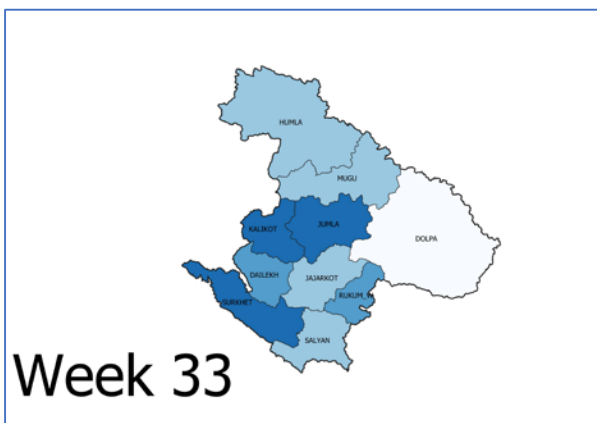 HUMLA
MUGU
KALIKOT
JUMLA
DOLPA
DAILEKH
JAJARKOT
SURKHET
RUKUM_W
SALYAN
Week 33